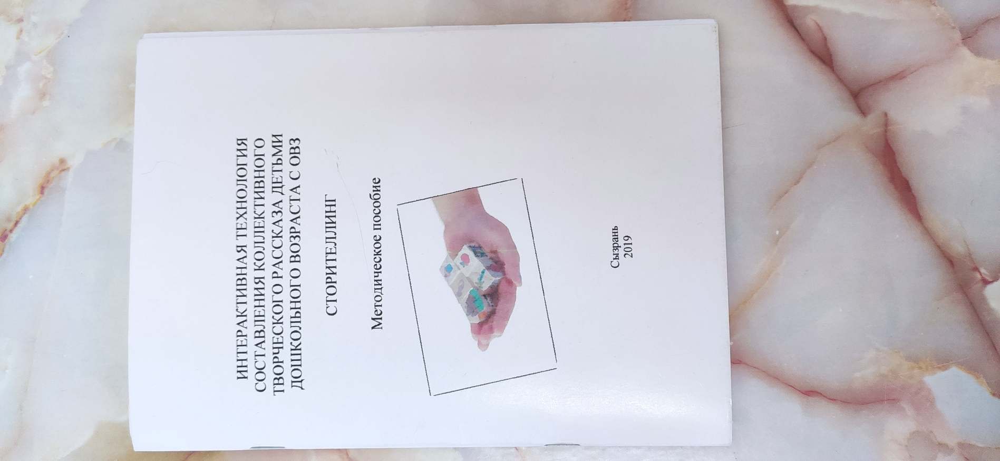 ИНТЕРАКТИВНАЯ ТЕХНОЛОГИЯ
СОСТАВЛЕНИЯ КОЛЛЕКТИВНОГО
ТВОРЧЕСКОГО РАССКАЗА ДЕТЬМИ
ДОШКОЛЬНОГО ВОЗРАСТА С ОВЗ
СТОРИТЕЛЛИНГ
Методическое пособие
Сызрань
2019